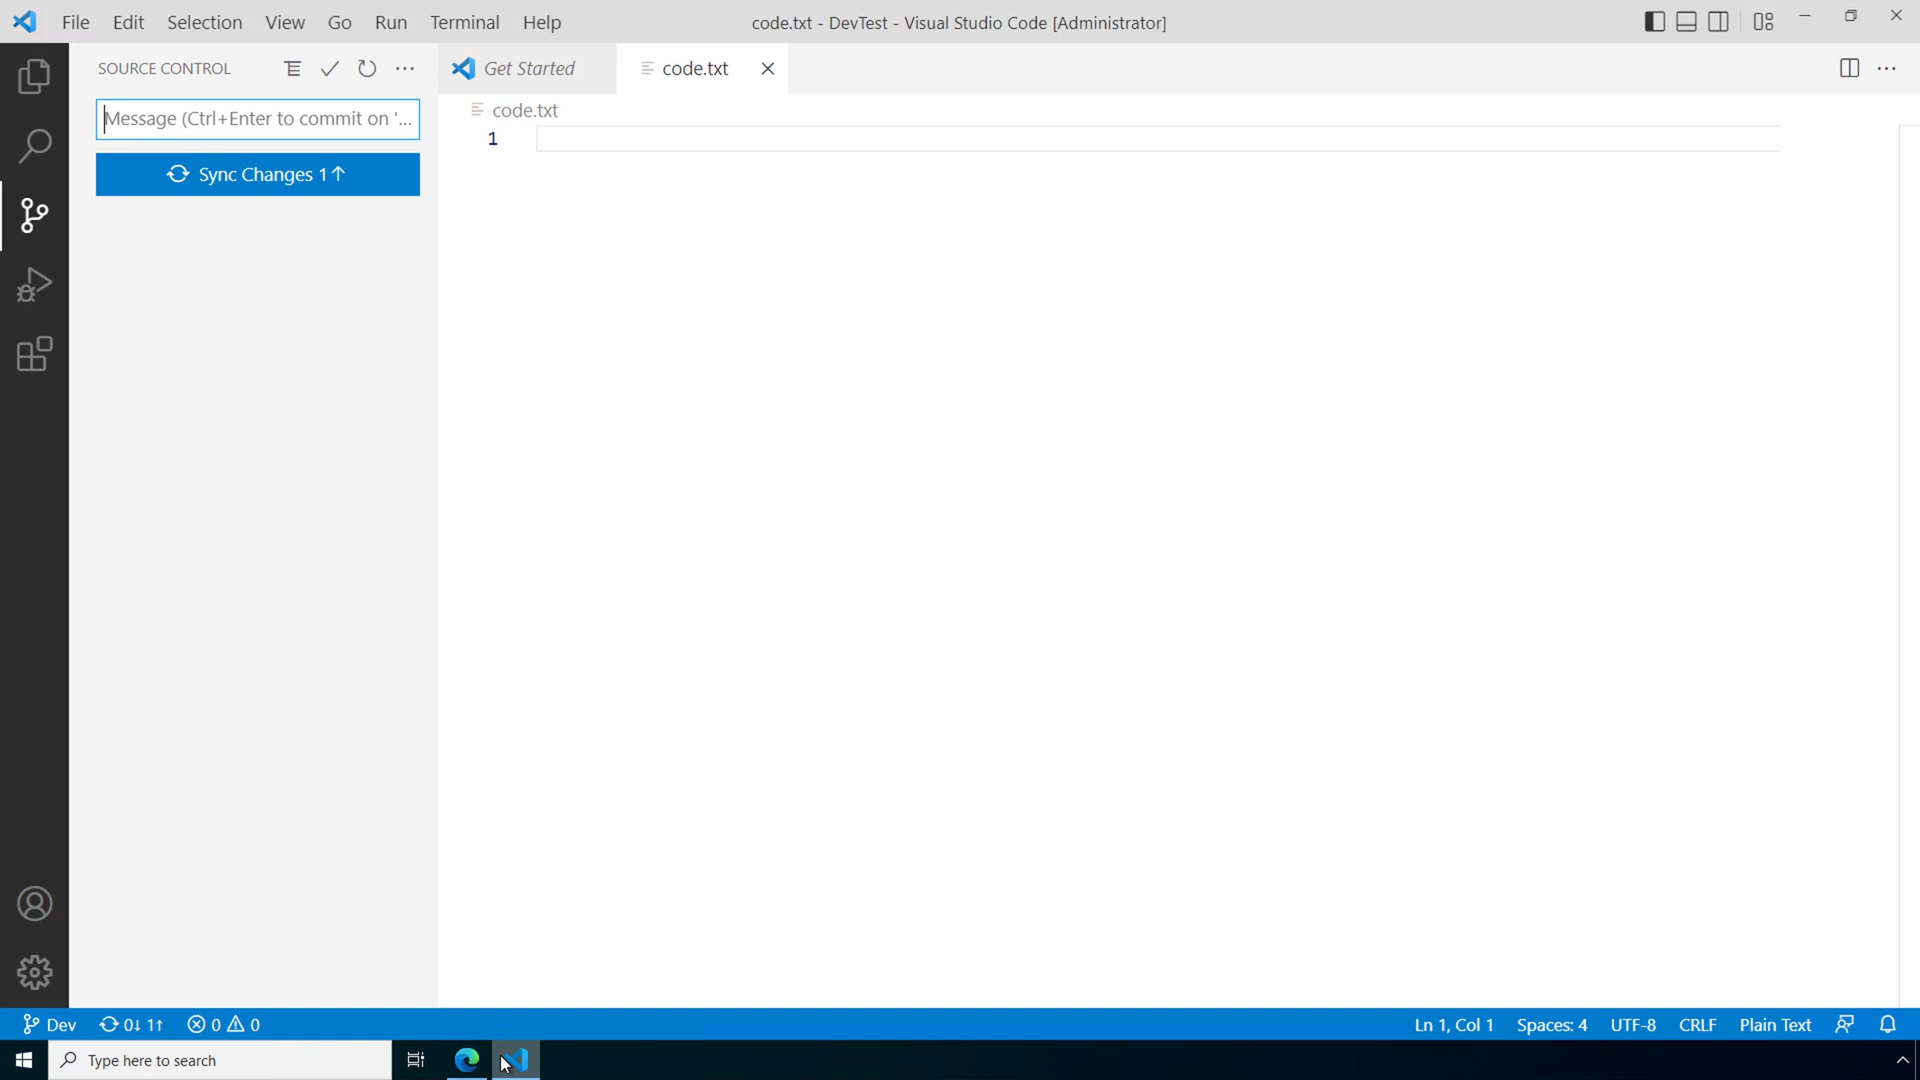 File Edit Selection View Go Run Terminal Help
code.txt - DevTest - Visual Studio Code [Administrator]
SOURCE CONTROL
Get Started
code.txt
Message (Ctrl+Enter to commit on '...
code.txt
1
Sync Changes 1↑
Dev
0↓ 1↑
0
0
Ln 1, Col 1
Spaces: 4
UTF-8
CRLF
Plain Text
Type here to search